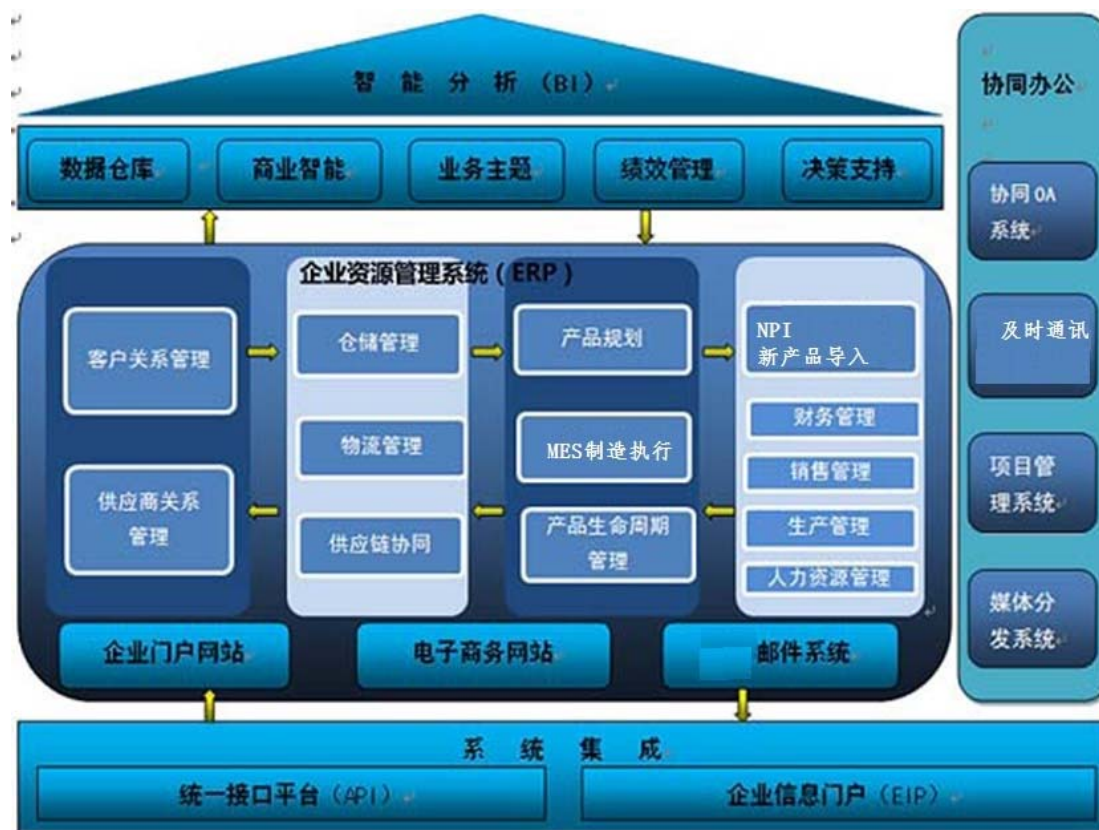 智 能 分 析（BI）
数据仓库
商业智能
业务主题
绩效管理
决策支持
企业资源管理系统（ERP）
客户关系管理
供应商关系
管理
仓储管理
物流管理
供应链协同
产品规划
MES制造执行
产品生命周期
管理
NPI
新产品导入
财务管理
销售管理
生产管理
人力资源管理
企业门户网站
电子商务网站
邮件系统
系 统 集 成
统一接口平台（API）
企业信息门户（EIP）
协同办公
协同OA
系统
及时通讯
项目管
理系统
媒体分
发系统